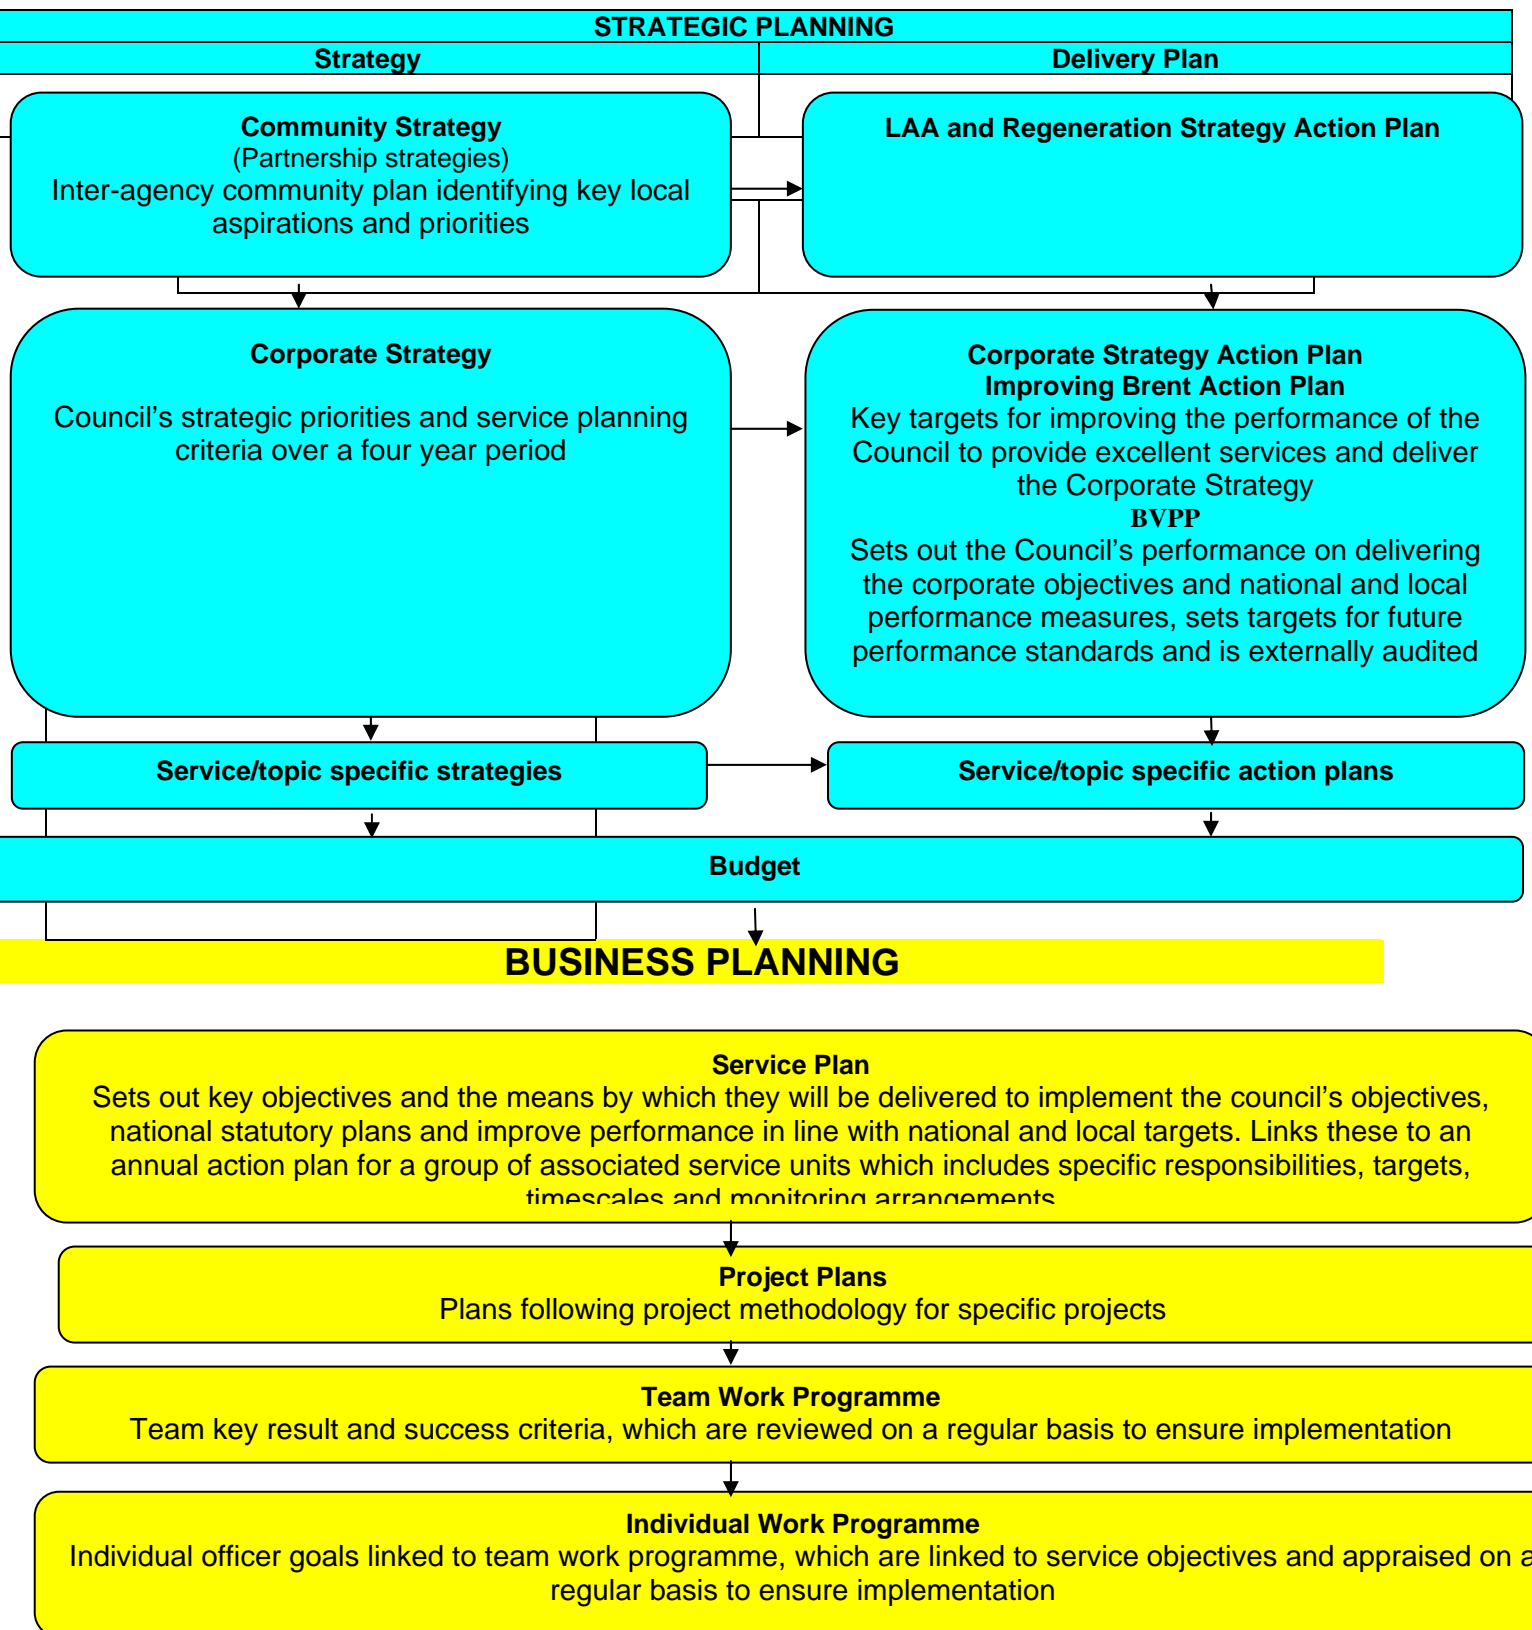 STRATEGIC PLANNING
Strategy
Delivery Plan
Community Strategy
(Partnership strategies)
Inter-agency community plan identifying key local
aspirations and priorities
LAA and Regeneration Strategy Action Plan
Corporate Strategy
Council’s strategic priorities and service planning
criteria over a four year period
Corporate Strategy Action Plan
Improving Brent Action Plan
Key targets for improving the performance of the
Council to provide excellent services and deliver
the Corporate Strategy
BVPP
Sets out the Council’s performance on delivering
the corporate objectives and national and local
performance measures, sets targets for future
performance standards and is externally audited
Service/topic specific strategies
Service/topic specific action plans
Budget
BUSINESS PLANNING
Service Plan
Sets out key objectives and the means by which they will be delivered to implement the council’s objectives,
national statutory plans and improve performance in line with national and local targets. Links these to an
annual action plan for a group of associated service units which includes specific responsibilities, targets,
timescales and monitoring arrangements
Project Plans
Plans following project methodology for specific projects
Team Work Programme
Team key result and success criteria, which are reviewed on a regular basis to ensure implementation
Individual Work Programme
Individual officer goals linked to team work programme, which are linked to service objectives and appraised on a
regular basis to ensure implementation